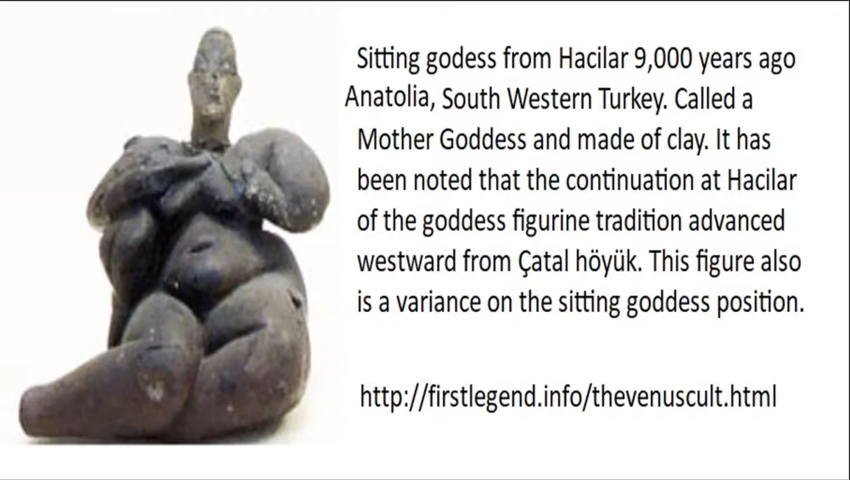 Sitting godess from Hacilar 9,000 years ago
Anatolia, South Western Turkey. Called a
Mother Goddess and made of clay. It has
been noted that the continuation at Hacilar
of the goddess figurine tradition advanced
westward from Çatal höyük. This figure also
is a variance on the sitting goddess position.
http://firstlegend.info/thevenuscult.html